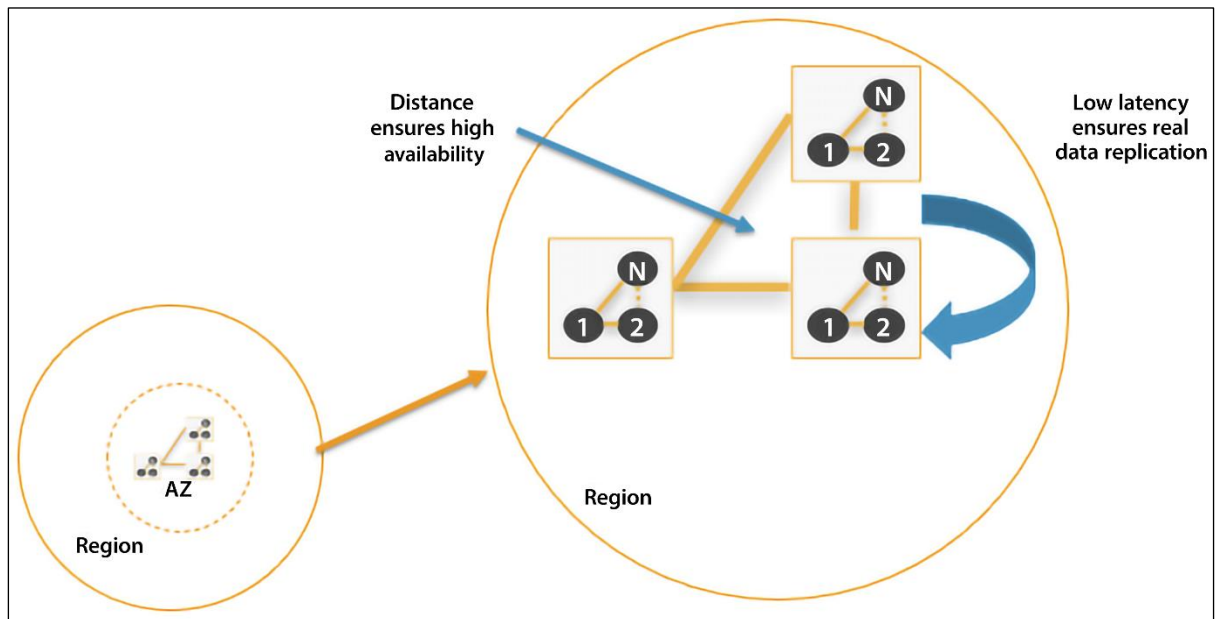 Distance
ensures high
availability
Low latency
ensures real
data replication
N
1 2
N
1 2
N
1 2
AZ
Region
Region